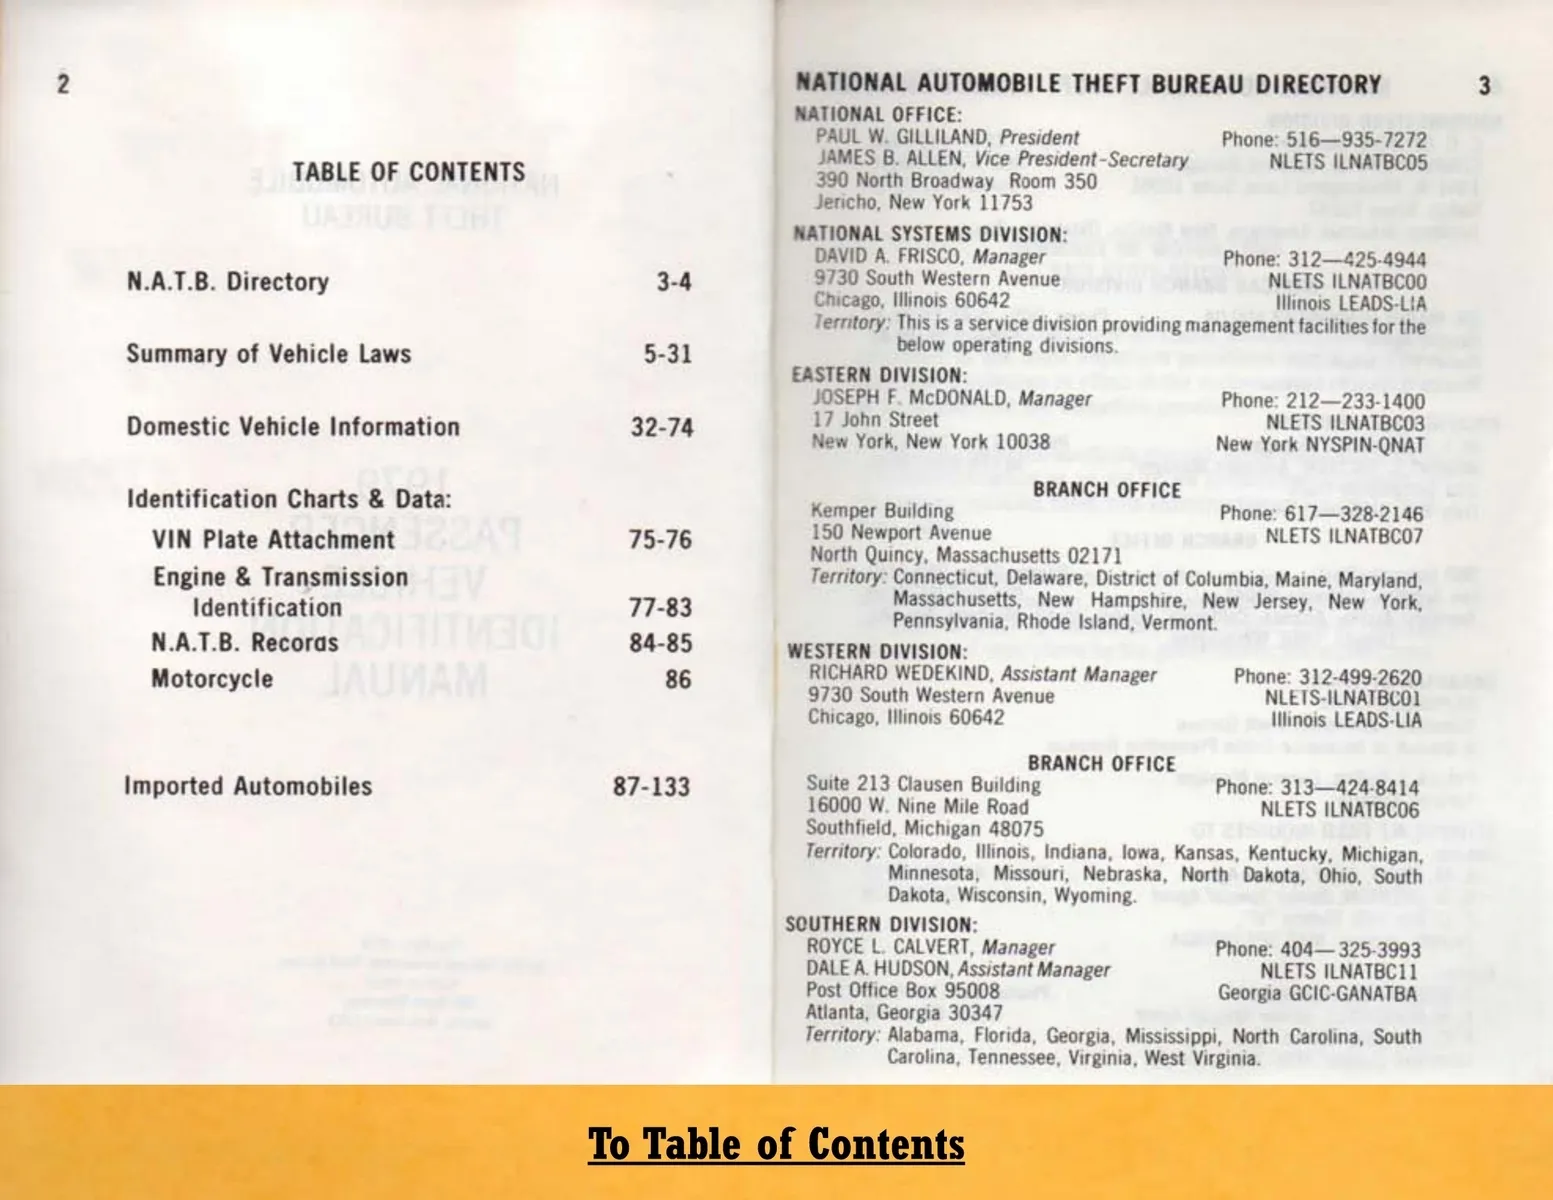 2
TABLE OF CONTENTS
N.A.T.B. Directory 3-4
Summary of Vehicle Laws 5-31
Domestic Vehicle Information 32-74
Identification Charts & Data:
VIN Plate Attachment 75-76
Engine & Transmission
Identification 77-83
N.A.T.B. Records 84-85
Motorcycle 86
Imported Automobiles 87-133
NATIONAL AUTOMOBILE THEFT BUREAU DIRECTORY 3
NATIONAL OFFICE:
PAUL W. GILLILAND, President Phone: 516—935-7272
JAMES B. ALLEN, Vice President-Secretary NLETS ILNATBC05
390 North Broadway Room 350
Jericho, New York 11753
NATIONAL SYSTEMS DIVISION:
DAVID A. FRISCO, Manager Phone: 312—425-4944
9730 South Western Avenue NLETS ILNATBC00
Chicago, Illinois 60642 Illinois LEADS-LIA
Territory: This is a service division providing management facilities for the
below operating divisions.
EASTERN DIVISION:
JOSEPH F. McDONALD, Manager Phone: 212—233-1400
17 John Street NLETS ILNATBC03
New York, New York 10038 New York NYSPIN-QNAT
BRANCH OFFICE
Kemper Building Phone: 617—328-2146
150 Newport Avenue NLETS ILNATBC07
North Quincy, Massachusetts 02171
Territory: Connecticut, Delaware, District of Columbia, Maine, Maryland,
Massachusetts, New Hampshire, New Jersey, New York,
Pennsylvania, Rhode Island, Vermont.
WESTERN DIVISION:
RICHARD WEDEKIND, Assistant Manager Phone: 312-499-2620
9730 South Western Avenue NLETS-ILNATBC01
Chicago, Illinois 60642 Illinois LEADS-LIA
BRANCH OFFICE
Suite 213 Clausen Building Phone: 313—424-8414
16000 W. Nine Mile Road NLETS ILNATBC06
Southfield, Michigan 48075
Territory: Colorado, Illinois, Indiana, Iowa, Kansas, Kentucky, Michigan,
Minnesota, Missouri, Nebraska, North Dakota, Ohio, South
Dakota, Wisconsin, Wyoming.
SOUTHERN DIVISION:
ROYCE L. CALVERT, Manager Phone: 404—325-3993
DALE A. HUDSON, Assistant Manager NLETS ILNATBC11
Post Office Box 95008 Georgia GCIC-GANATBA
Atlanta, Georgia 30347
Territory: Alabama, Florida, Georgia, Mississippi, North Carolina, South
Carolina, Tennessee, Virginia, West Virginia.
To Table of Contents